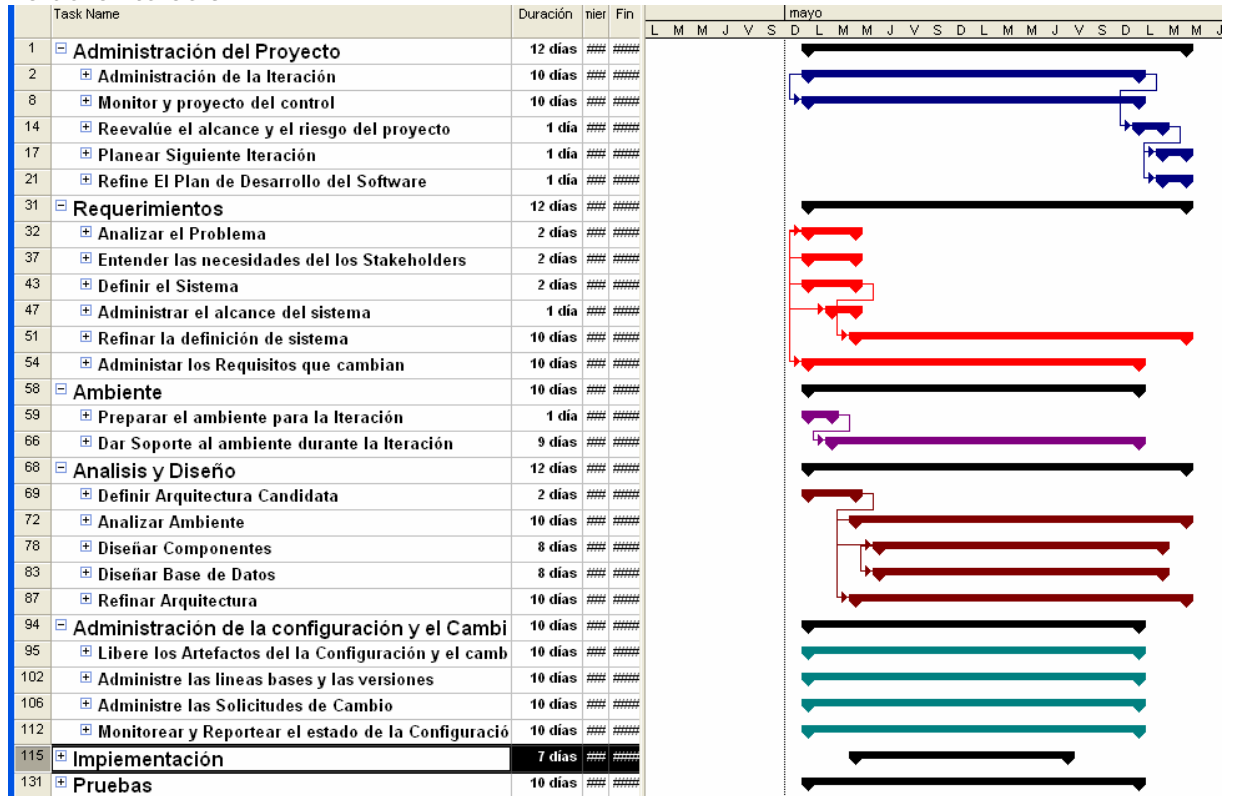 Task Name Duración nier Fin mayo
L M M J V S D L M M J V S D L M M J V S D L M M J
1 Administración del Proyecto 12 días ### ####
2 Administración de la Iteración 10 días ### ####
8 Monitor y proyecto del control 10 días ### ####
14 Reevalúe el alcance y el riesgo del proyecto 1 día ### ####
17 Planear Siguiente Iteración 1 día ### ####
21 Refine El Plan de Desarrollo del Software 1 día ### ####
31 Requerimientos 12 días ### ####
32 Analizar el Problema 2 días ### ####
37 Entender las necesidades del los Stakeholders 2 días ### ####
43 Definir el Sistema 2 días ### ####
47 Administrar el alcance del sistema 1 día ### ####
51 Refinar la definición de sistema 10 días ### ####
54 Administar los Requisitos que cambian 10 días ### ####
58 Ambiente 10 días ### ####
59 Preparar el ambiente para la Iteración 1 día ### ####
66 Dar Soporte al ambiente durante la Iteración 9 días ### ####
68 Analisis y Diseño 12 días ### ####
69 Definir Arquitectura Candidata 2 días ### ####
72 Analizar Ambiente 10 días ### ####
78 Diseñar Componentes 8 días ### ####
83 Diseñar Base de Datos 8 días ### ####
87 Refinar Arquitectura 10 días ### ####
94 Administración de la configuración y el Cambi 10 días ### ####
95 Libere los Artefactos del la Configuración y el camb 10 días ### ####
102 Administre las lineas bases y las versiones 10 días ### ####
106 Administre las Solicitudes de Cambio 10 días ### ####
112 Monitorear y Reportear el estado de la Configuració 10 días ### ####
115 Implementación 7 días ### ####
131 Pruebas 10 días ### ####